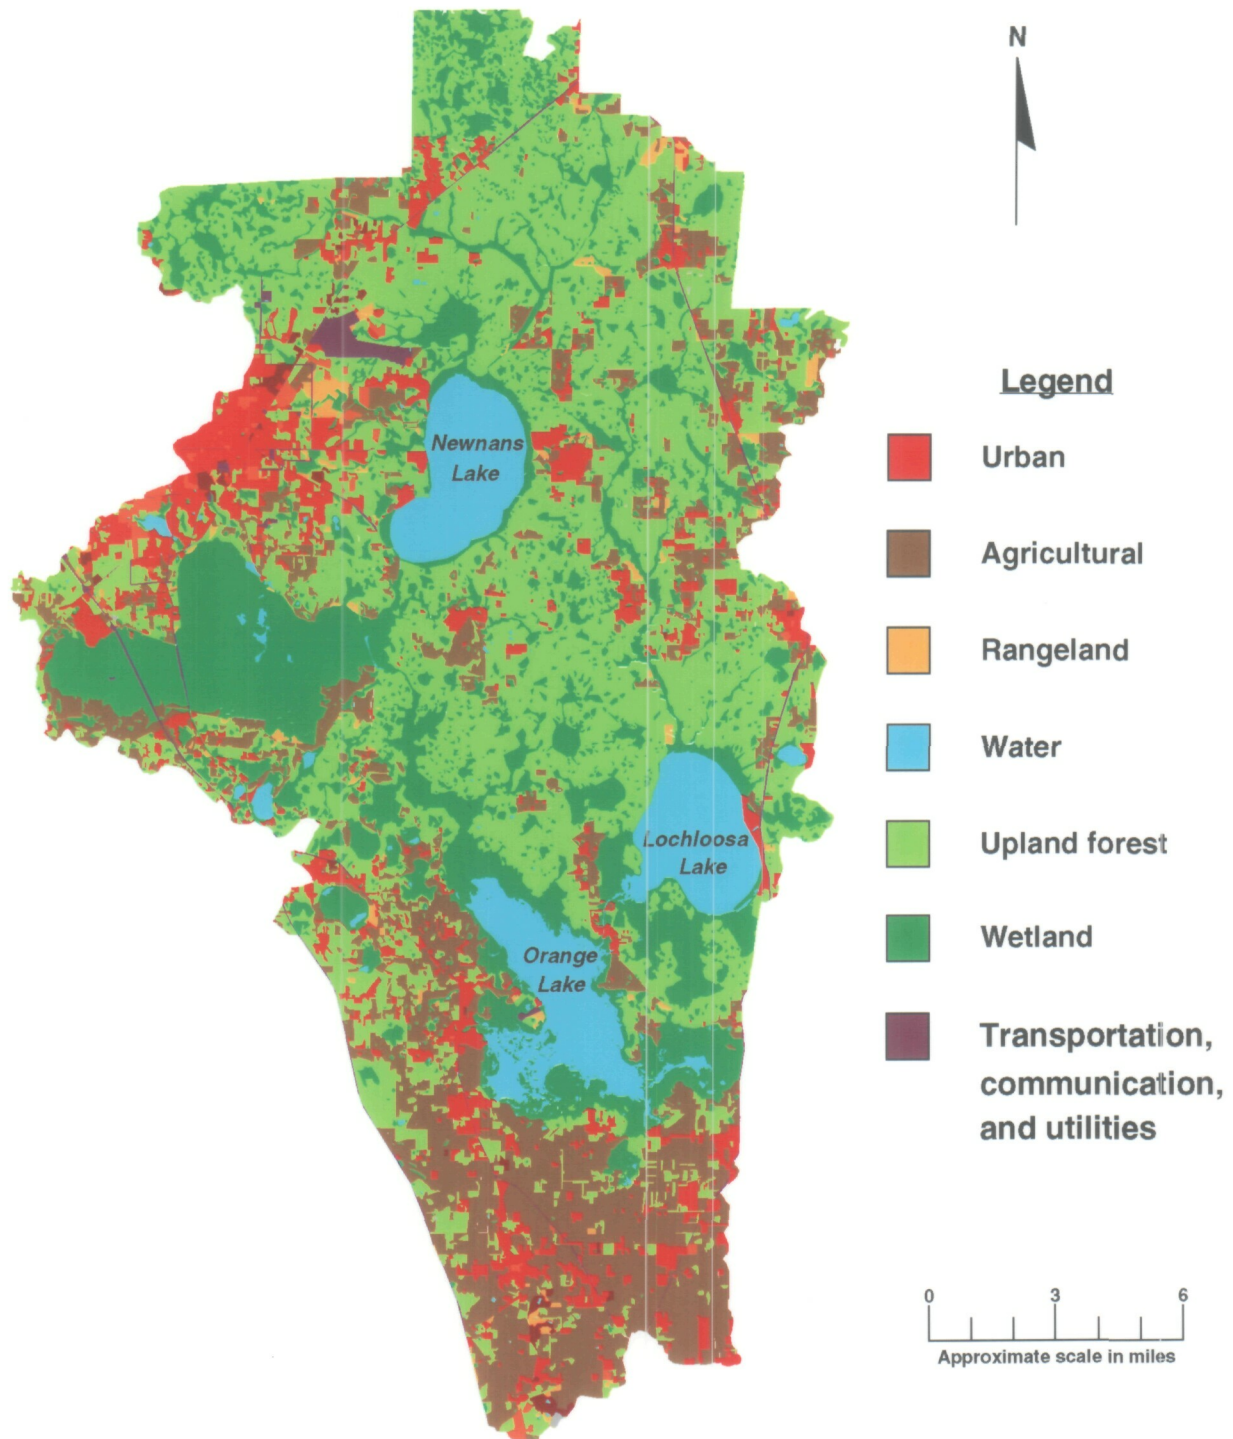 N
Newnans
Lake
Lochloosa
Lake
Orange
Lake
Legend
Urban
Agricultural
Rangeland
Water
Upland forest
Wetland
Transportation,
communication,
and utilities
0 3 6
Approximate scale in miles